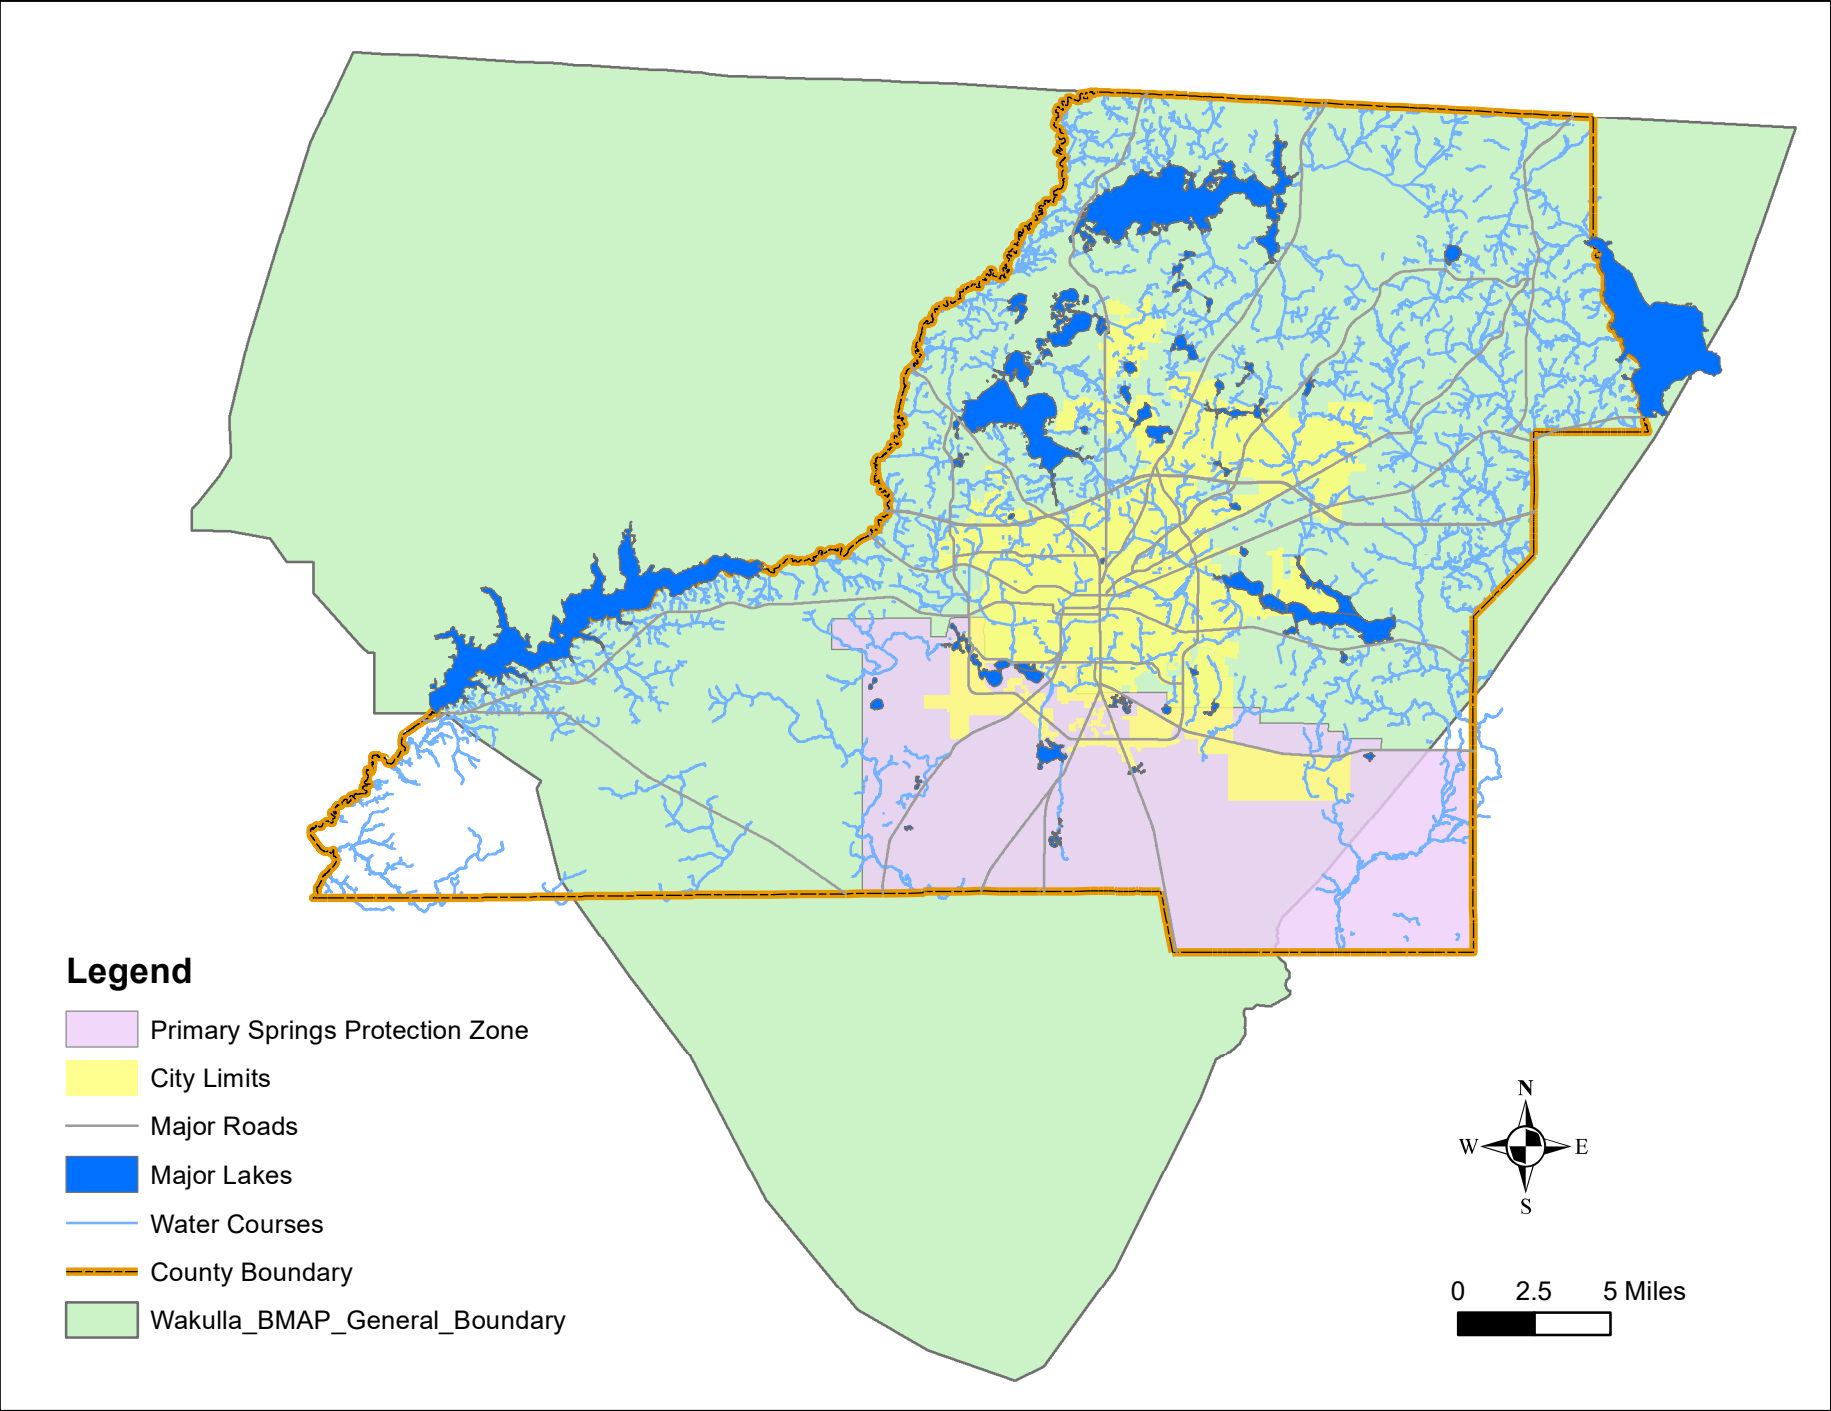 Legend
Primary Springs Protection Zone
City Limits
Major Roads
Major Lakes
Water Courses
County Boundary
Wakulla_BMAP_General_Boundary
N
W E
S
0 2.5 5 Miles